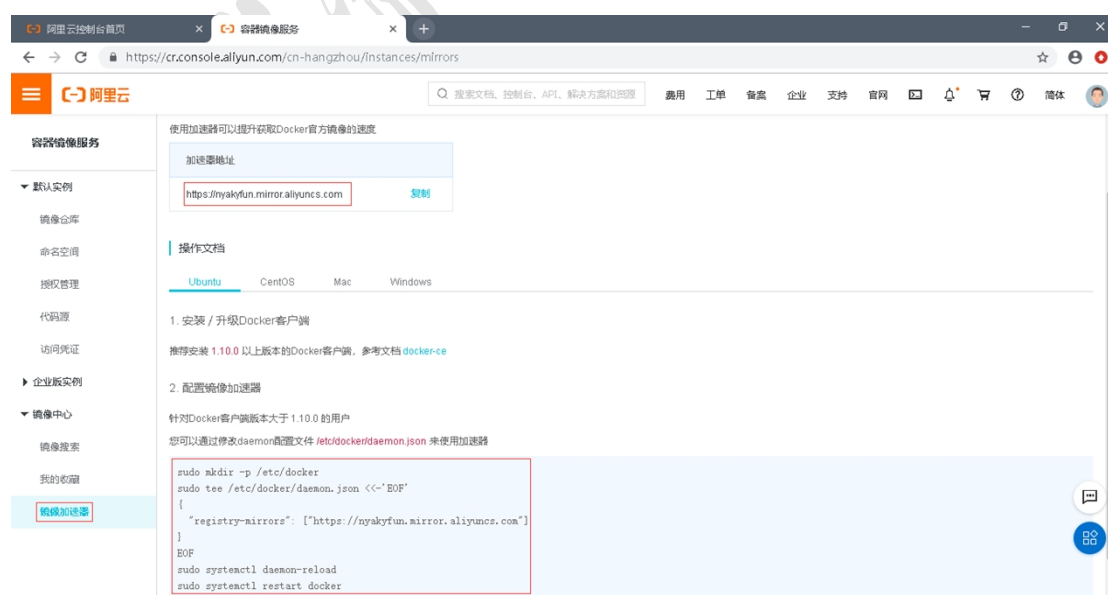 阿里云控制台首页
容器镜像服务
https://cr.console.aliyun.com/cn-hangzhou/instances/mirrors
阿里云
搜索文档、控制台、API、解决方案和资源
费用 工单 备案 企业 支持 官网 简体
容器镜像服务
默认实例
镜像仓库
命名空间
授权管理
代码源
访问凭证
企业版实例
镜像中心
镜像搜索
我的收藏
镜像加速器
使用加速器可以提升获取Docker官方镜像的速度
加速器地址
https://nyakyfun.mirror.aliyuncs.com 复制
操作文档
Ubuntu CentOS Mac Windows
1. 安装 / 升级Docker客户端
推荐安装 1.10.0 以上版本的Docker客户端，参考文档 docker-ce
2. 配置镜像加速器
针对Docker客户端版本大于 1.10.0 的用户
您可以通过修改daemon配置文件 /etc/docker/daemon.json 来使用加速器
sudo mkdir -p /etc/docker
sudo tee /etc/docker/daemon.json <<-'EOF'
{
"registry-mirrors": ["https://nyakyfun.mirror.aliyuncs.com"]
}
EOF
sudo systemctl daemon-reload
sudo systemctl restart docker